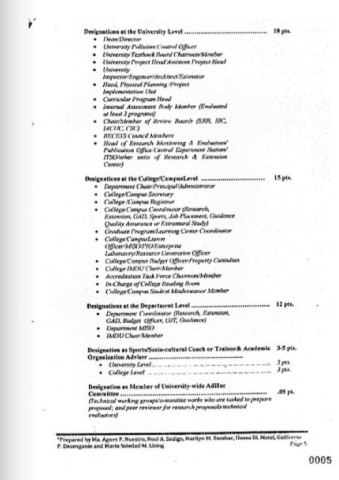 Designations at the University Level ........................................ 18 pts.
• Dean/Director
• University Pollution Control Officer
• University Textbook Board Chairman/Member
• University Project Head/Assistant Project Head
• University
Inspector/Engineer/Architect/Estimator
• Head, Physical Planning /Project
Implementation Unit
• Curricular Program Head
• Internal Assessment Body Member (Evaluated
at least 2 programs)
• Chair/Member of Review Boards (ERB, IBC,
IACUC, CBC)
• RECETS Council Members
• Head of Research Monitoring & Evaluation/
Publication Office/Central Experiment Station/
ITSO/other units of Research & Extension
Center)
Designations at the College/CampusLevel ........................................ 15 pts.
• Department Chair/Principal/Administrator
• College/Campus Secretary
• College /Campus Registrar
• College/Campus Coordinator (Research,
Extension, GAD, Sports, Job Placement, Guidance
Quality Assurance or Extramural Study)
• Graduate Program/Learning Center Coordinator
• College/CampusLiaison
Officer/MISO/PIO/Enterprise
Laboratory/Resource Generation Officer
• College/Campus Budget Officer/Property Custodian
• College IMDU Chair/Member
• Accreditation Task Force Chairman/Member
• In-Charge of College Reading Room
• College/Campus Student Misdemeanor Member
Designations at the Department Level ........................................ 12 pts.
• Department Coordinator (Research, Extension,
GAD, Budget Officer, OJT, Guidance)
• Department MISO
• IMDU Chair/Member
Designation as Sports/Socio-cultural Coach or Trainor& Academic 3-5 pts.
Organization Adviser ........................................
• University Level ........................................ 5 pts.
• College Level ........................................ 3 pts.
Designation as Member of University-wide AdHoc
Committee ........................................ .05 pt.
(Technical working groups/committee works who are tasked to prepare
proposal; and peer reviewer for research proposals/technical
evaluators)
*Prepared by Ma. Agnes P. Nuestro, Noel A. Sedigo, Marilyn M. Escobar, Hosea DL. Matel, Guillermo
P. Desengano and Maria Soledad M. Lising Page 5
0005